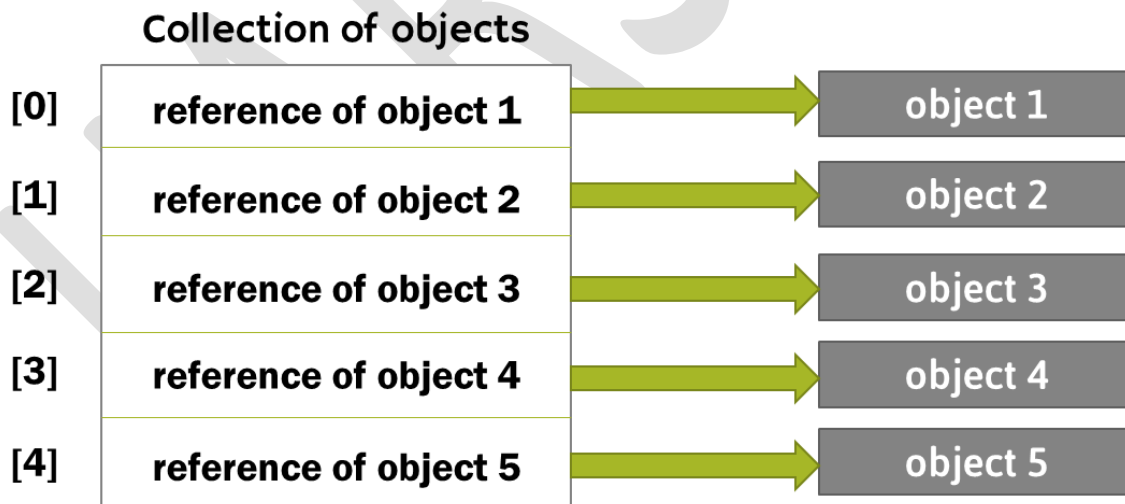 Collection of objects
[0] reference of object 1 object 1
[1] reference of object 2 object 2
[2] reference of object 3 object 3
[3] reference of object 4 object 4
[4] reference of object 5 object 5